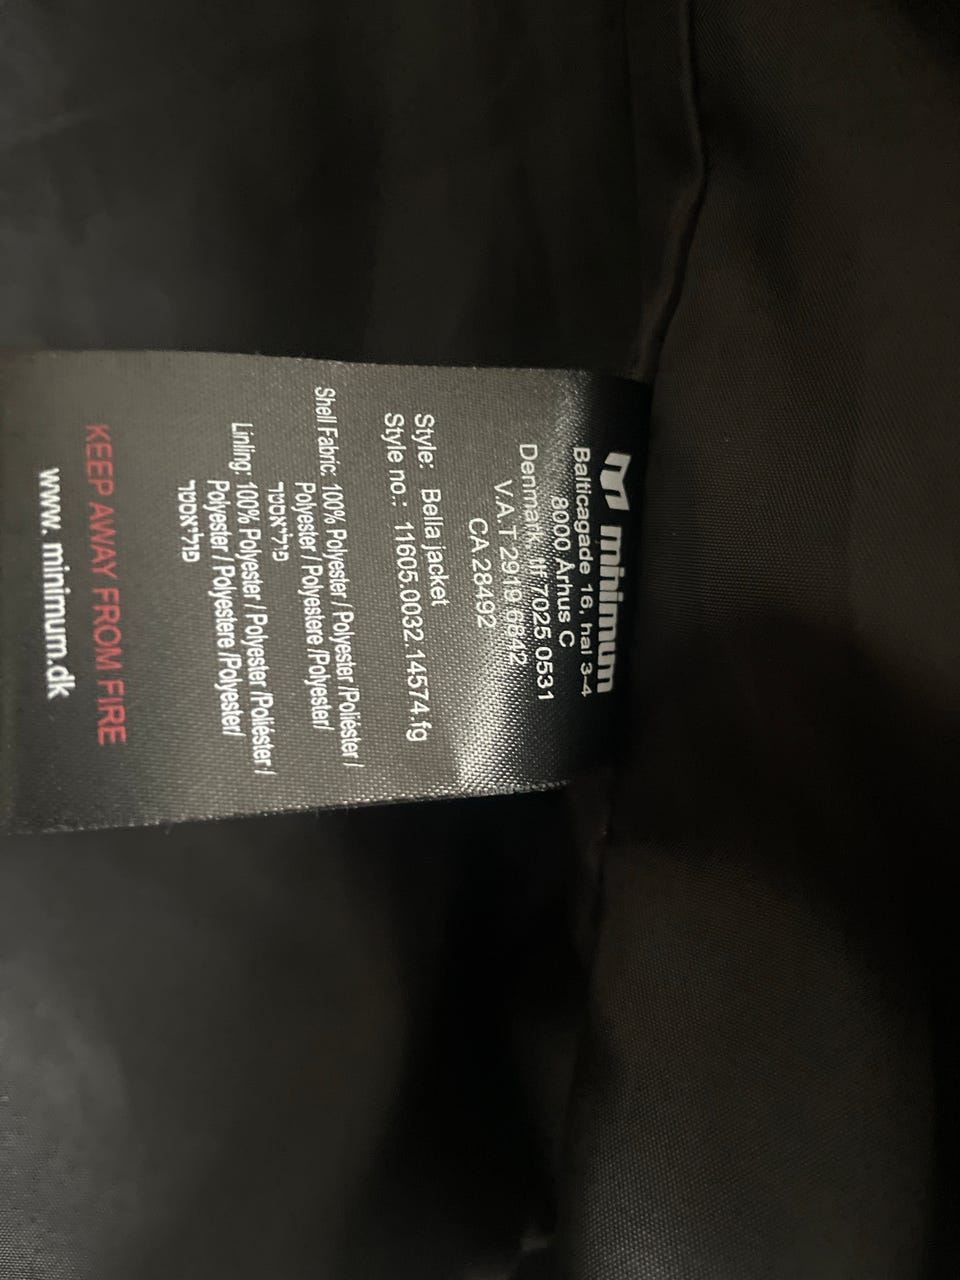 minimum
Balticagade 16, hal 3-4
8000 Århus C
Denmark, tlf 7025 0531
V.A.T 2919 6842
CA 28492
Style: Bella jacket
Style no.: 11605.0032.14574.fg
Shell Fabric: 100% Polyester / Polyester /Poliéster /
פוליאסטר
Polyester / Polyestere /Polyester/
Linling: 100% Polyester / Polyester /Poliéster /
Polyester / Polyestere /Polyester/
פוליאסטר
KEEP AWAY FROM FIRE
www. minimum.dk